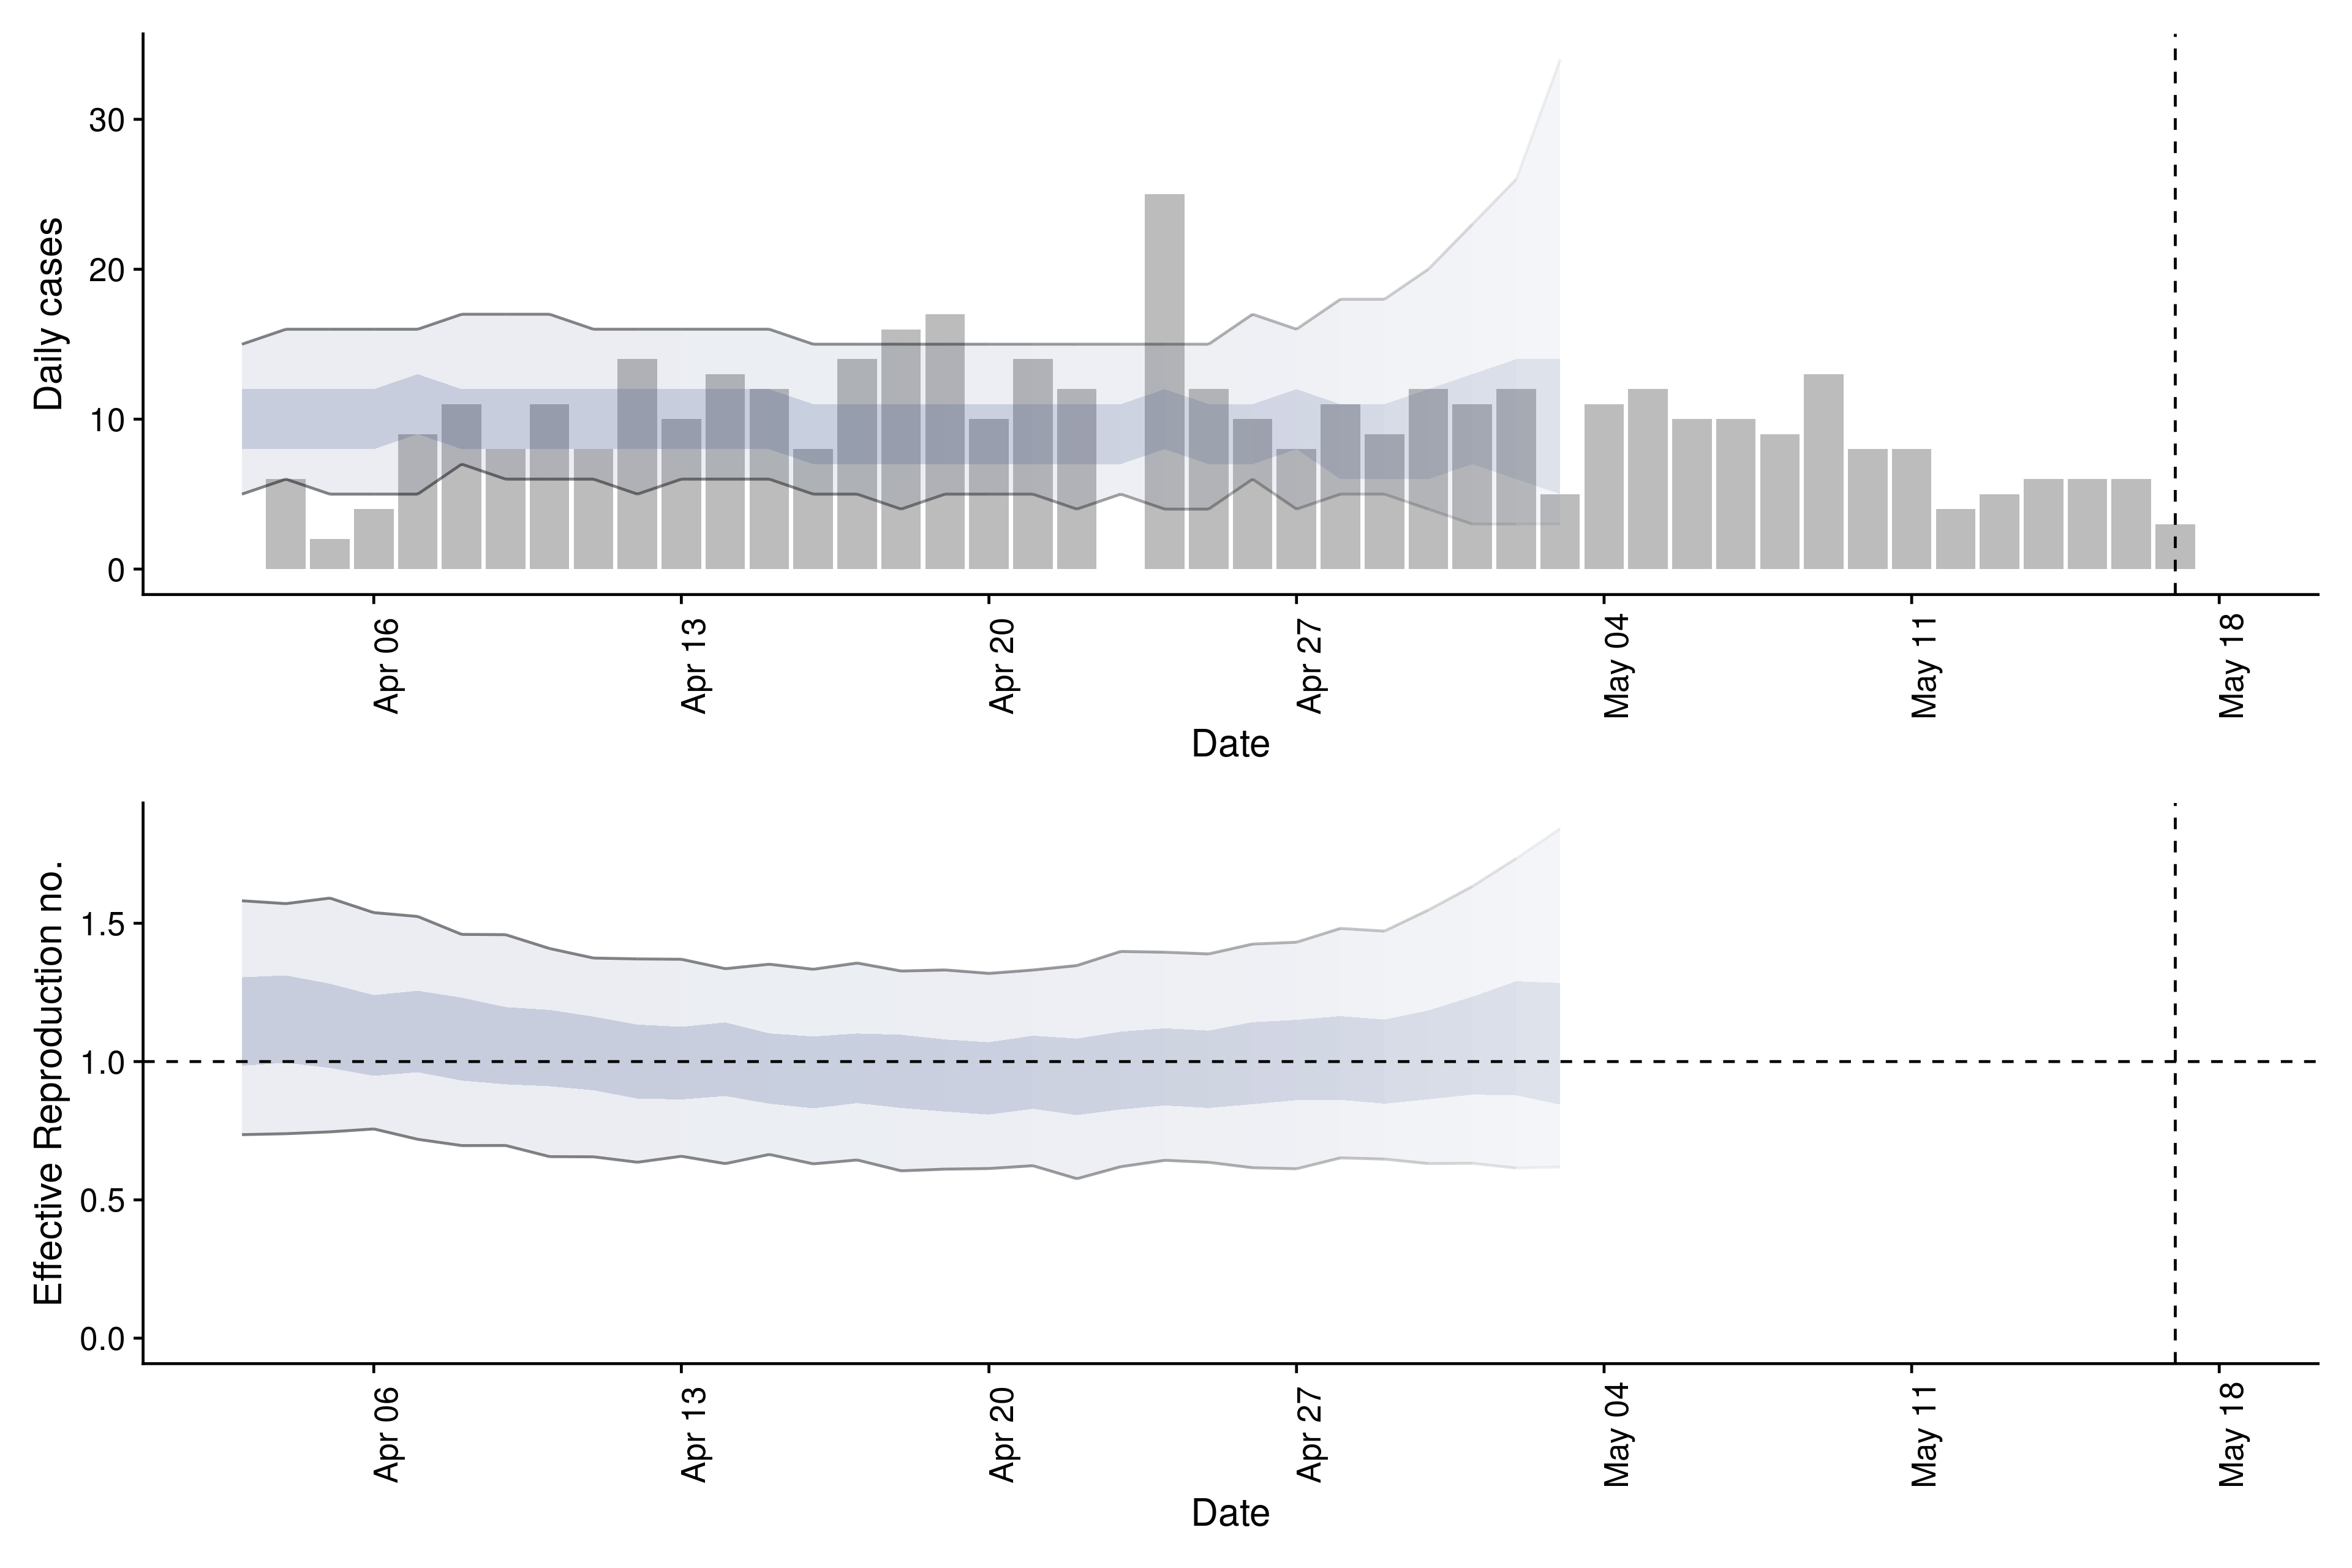 Daily cases
30
20
10
0
Apr 06
Apr 13
Apr 20
Apr 27
May 04
May 11
May 18
Date
Effective Reproduction no.
1.5
1.0
0.5
0.0
Apr 06
Apr 13
Apr 20
Apr 27
May 04
May 11
May 18
Date